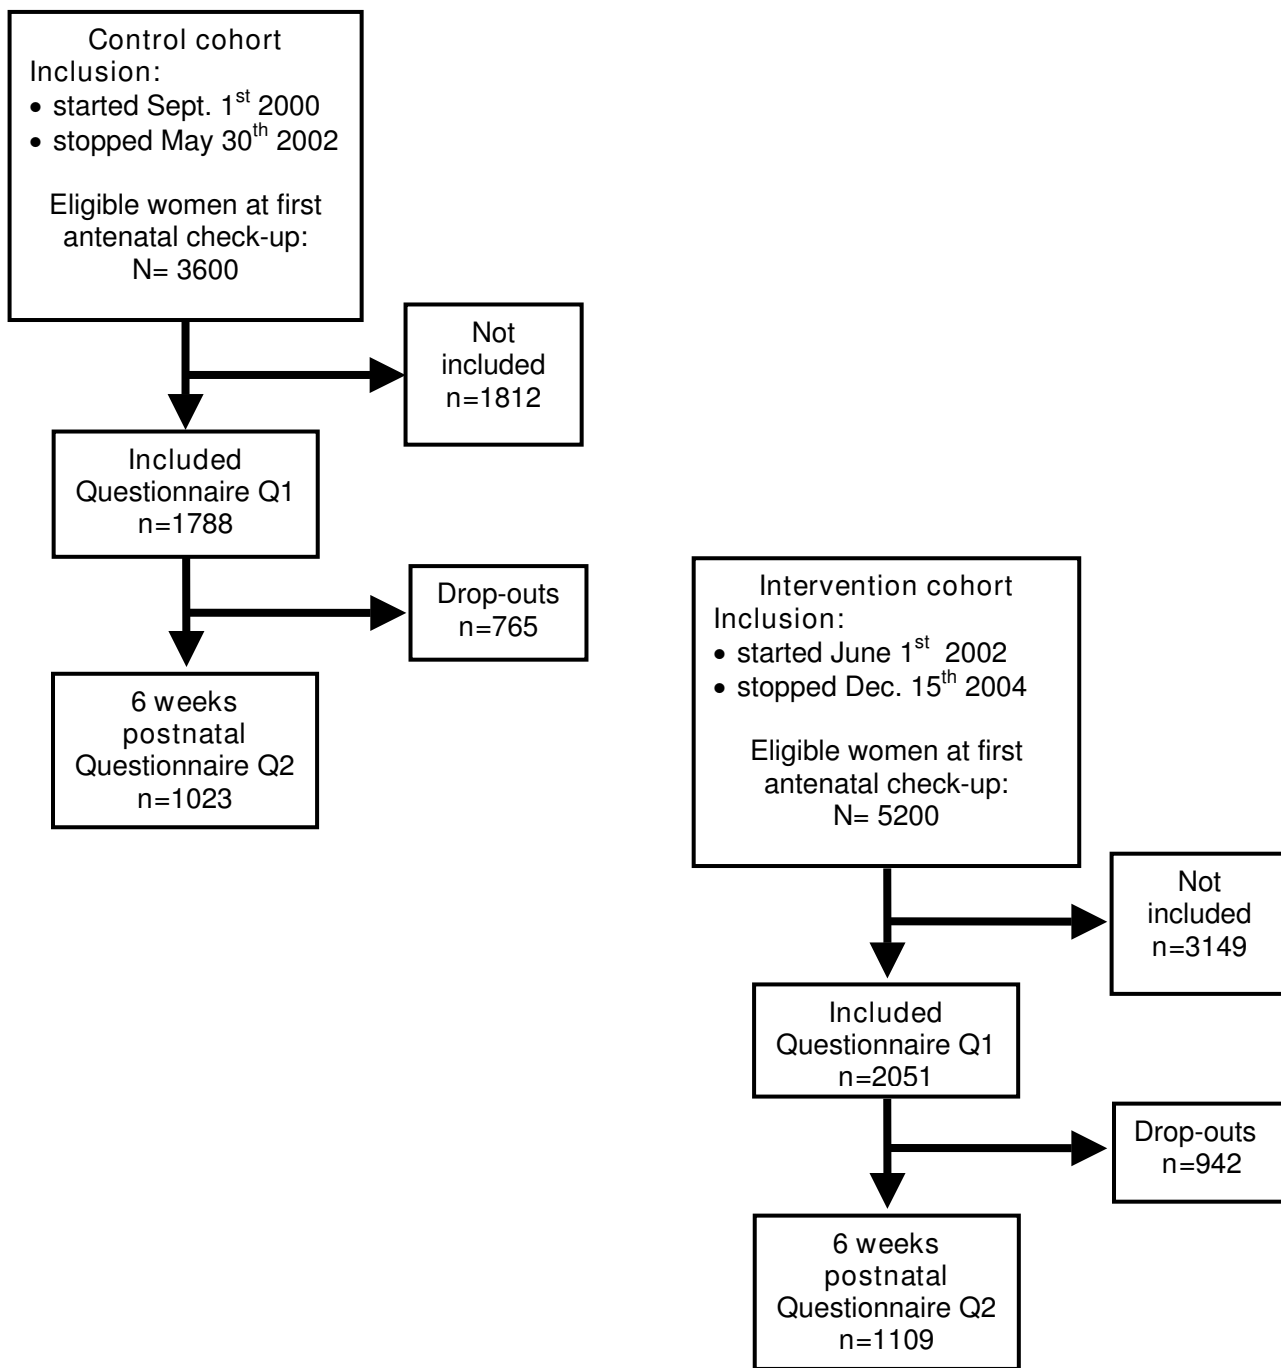 Control cohort
Inclusion:
• started Sept. 1st 2000
• stopped May 30th 2002
Eligible women at first
antenatal check-up:
N= 3600
Not
included
n=1812
Included
Questionnaire Q1
n=1788
Drop-outs
n=765
6 weeks
postnatal
Questionnaire Q2
n=1023
Intervention cohort
Inclusion:
• started June 1st 2002
• stopped Dec. 15th 2004
Eligible women at first
antenatal check-up:
N= 5200
Not
included
n=3149
Included
Questionnaire Q1
n=2051
Drop-outs
n=942
6 weeks
postnatal
Questionnaire Q2
n=1109